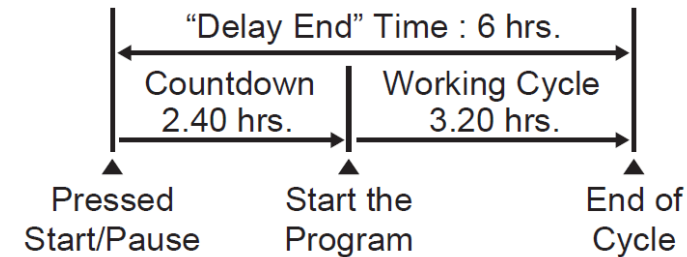 “Delay End” Time : 6 hrs.
Countdown
2.40 hrs.
Working Cycle
3.20 hrs.
Pressed
Start/Pause
Start the
Program
End of
Cycle